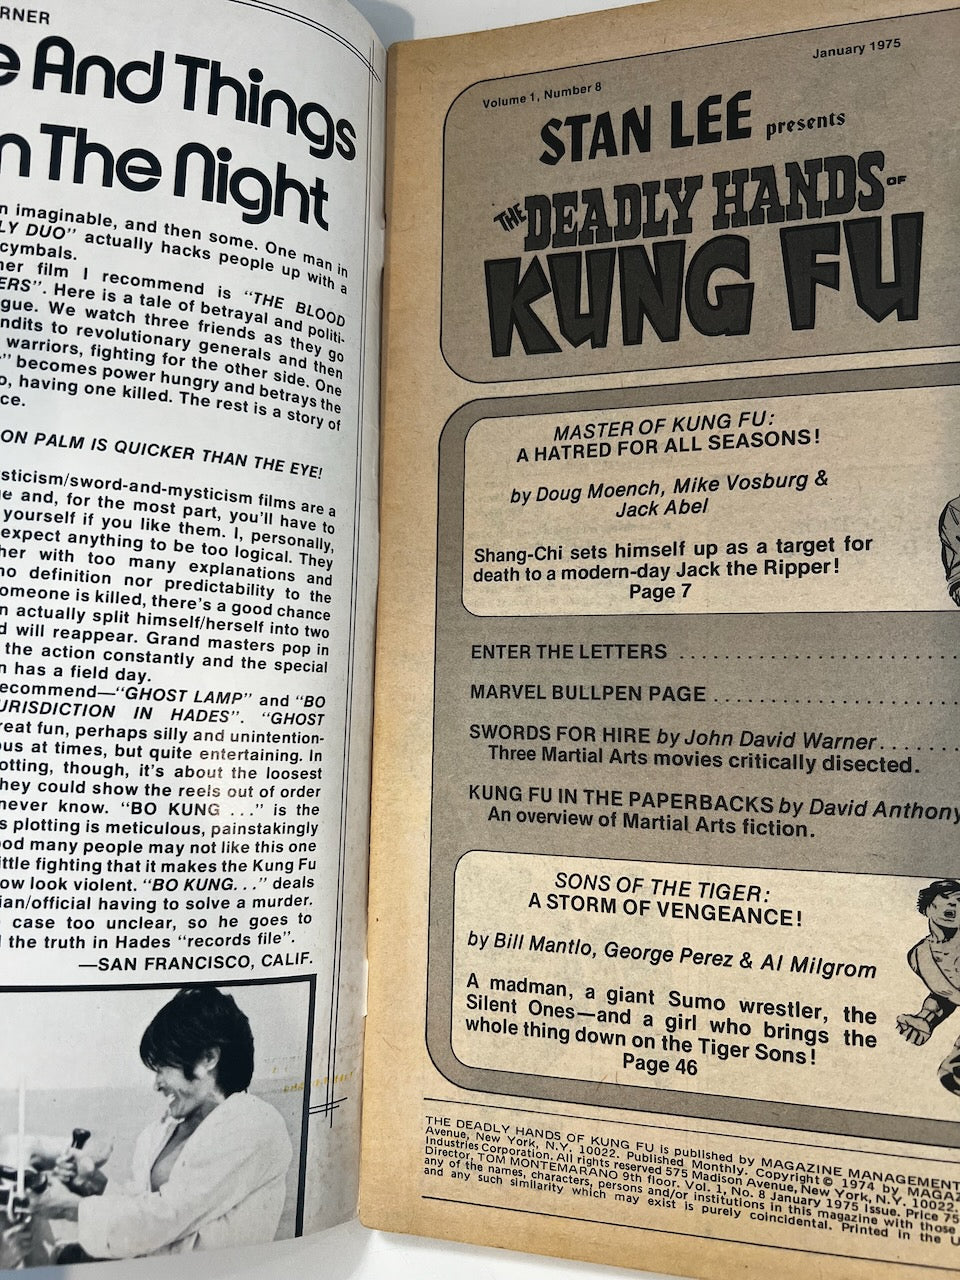 RNER
e And Things
n The Night
n imaginable, and then some. One man in
LY DUO" actually hacks people up with a
cymbals.
her film I recommend is "THE BLOOD
ERS". Here is a tale of betrayal and politi-
gue. We watch three friends as they go
ndits to revolutionary generals and then
warriors, fighting for the other side. One
" becomes power hungry and betrays the
o, having one killed. The rest is a story of
ce.
ON PALM IS QUICKER THAN THE EYE!
sticism/sword-and-mysticism films are a
e and, for the most part, you'll have to
yourself if you like them. I, personally,
expect anything to be too logical. They
her with too many explanations and
no definition nor predictability to the
omeone is killed, there's a good chance
n actually split himself/herself into two
d will reappear. Grand masters pop in
the action constantly and the special
n has a field day.
ecommend—"GHOST LAMP" and "BO
URISDICTION IN HADES". "GHOST
reat fun, perhaps silly and unintention-
ous at times, but quite entertaining. In
otting, though, it's about the loosest
hey could show the reels out of order
never know. "BO KUNG ..." is the
s plotting is meticulous, painstakingly
ood many people may not like this one
ittle fighting that it makes the Kung Fu
ow look violent. "BO KUNG..." deals
ian/official having to solve a murder.
case too unclear, so he goes to
the truth in Hades "records file".
—SAN FRANCISCO, CALIF.
January 1975
Volume 1, Number 8
STAN LEE presents
THE DEADLY HANDS OF
KUNG FU
MASTER OF KUNG FU:
A HATRED FOR ALL SEASONS!
by Doug Moench, Mike Vosburg &
Jack Abel
Shang-Chi sets himself up as a target for
death to a modern-day Jack the Ripper!
Page 7
ENTER THE LETTERS ....................
MARVEL BULLPEN PAGE ..................
SWORDS FOR HIRE by John David Warner.......
Three Martial Arts movies critically disected.
KUNG FU IN THE PAPERBACKS by David Anthony
An overview of Martial Arts fiction.
SONS OF THE TIGER:
A STORM OF VENGEANCE!
by Bill Mantlo, George Perez & Al Milgrom
A madman, a giant Sumo wrestler, the
Silent Ones—and a girl who brings the
whole thing down on the Tiger Sons!
Page 46
THE DEADLY HANDS OF KUNG FU is published by MAGAZINE MANAGEMENT
Avenue, New York, N.Y. 10022. Published Monthly. Copyright © 1974 by MAGAZ
Industries Corporation. All rights reserved 575 Madison Avenue, New York, N.Y. 10022.
Director, TOM MONTEMARANO 9th floor. Vol. 1, No. 8 January 1975 Issue. Price 75
any of the names, characters, persons and/or institutions in this magazine with those
and any such similarity which may exist is purely coincidental. Printed in the U